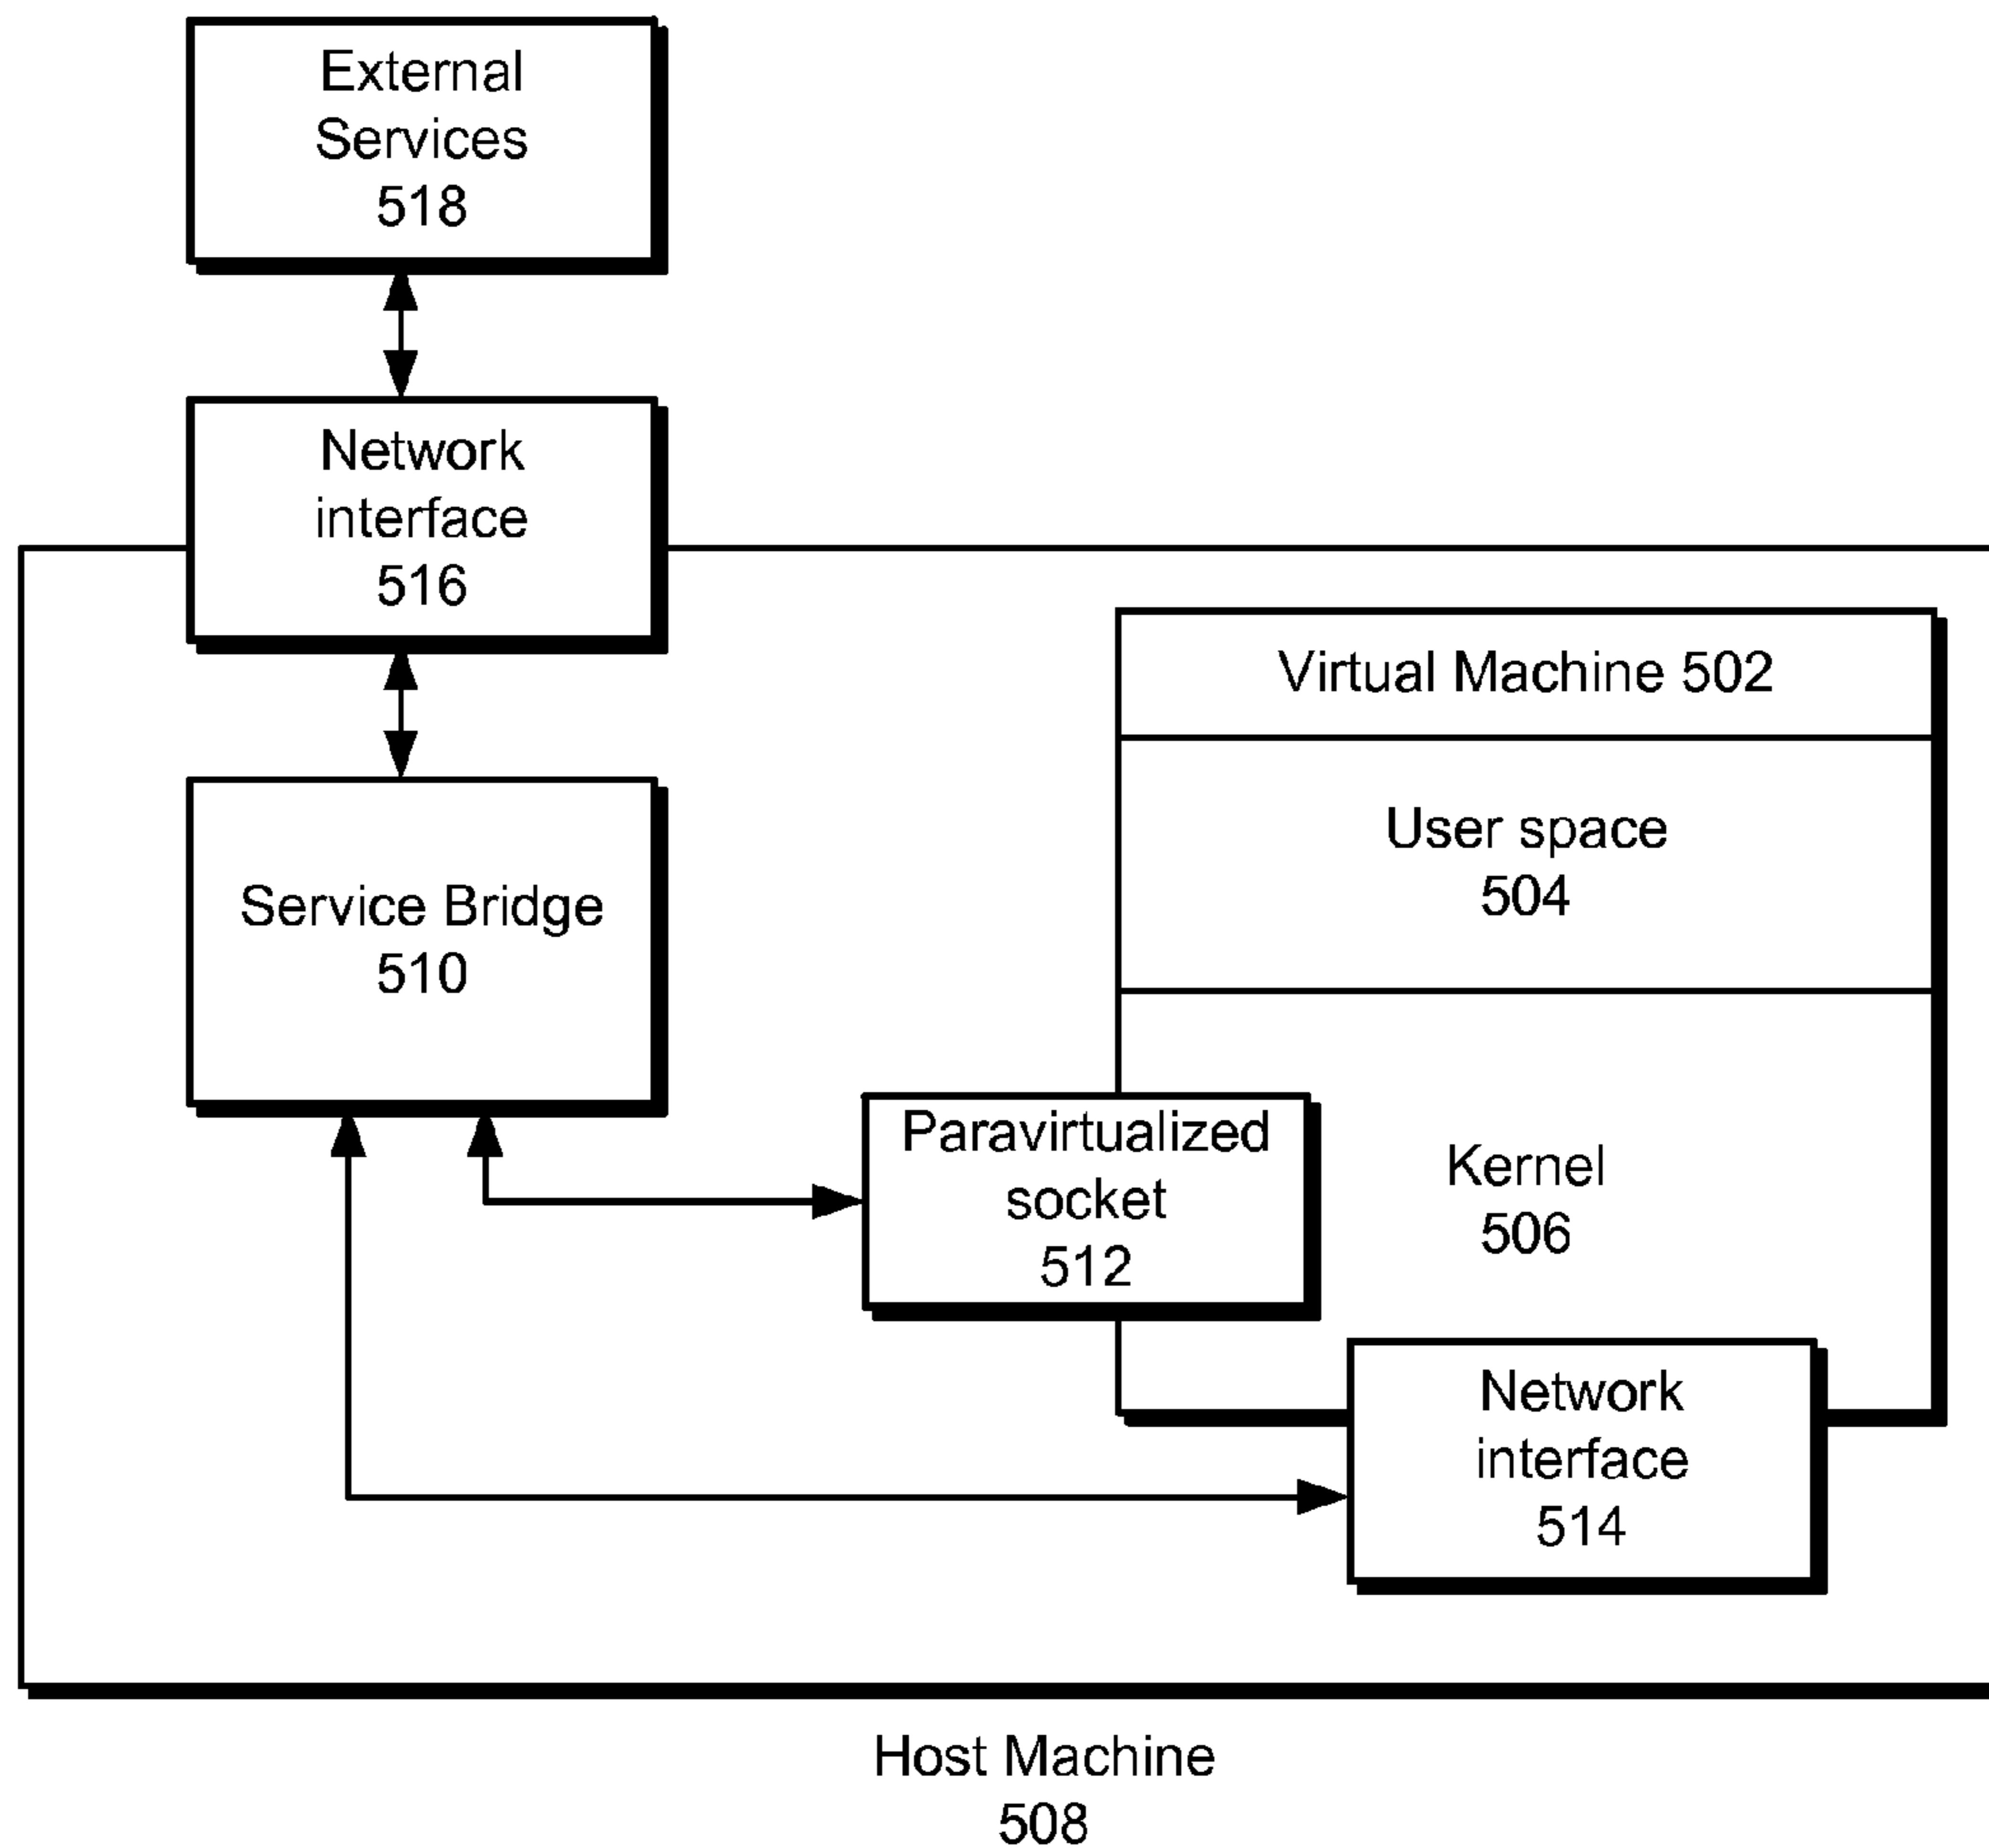 External
Services
518
Network
interface
516
Virtual Machine 502
User space
504
Service Bridge
510
Paravirtualized
socket
512
Kernel
506
Network
interface
514
Host Machine
508